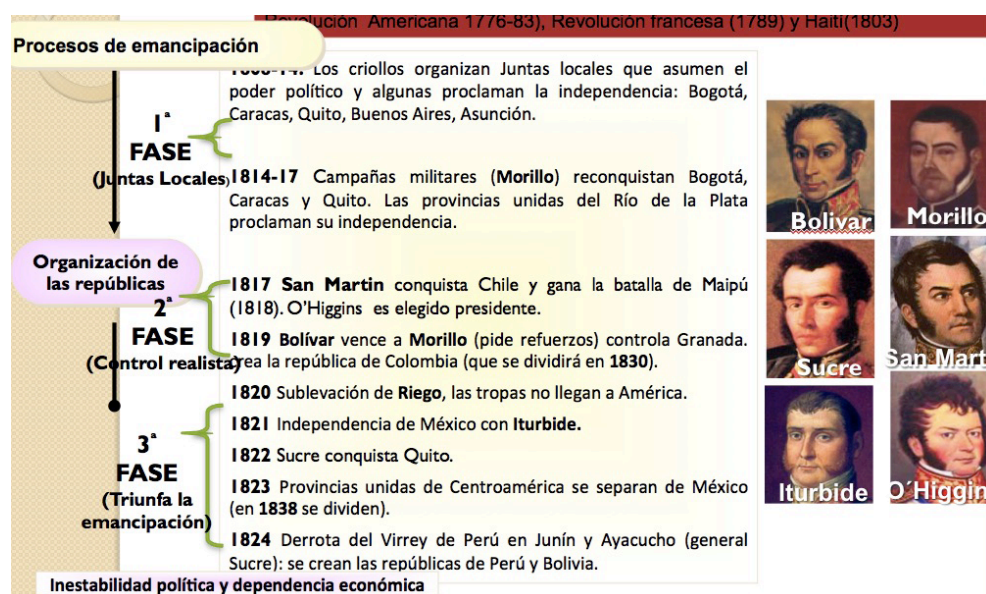 Revolución Americana 1776-83), Revolución francesa (1789) y Haití(1803)
Procesos de emancipación
1808-14. Los criollos organizan Juntas locales que asumen el
poder político y algunas proclaman la independencia: Bogotá,
Caracas, Quito, Buenos Aires, Asunción.
1ª
FASE
(Juntas Locales)
1814-17 Campañas militares (Morillo) reconquistan Bogotá,
Caracas y Quito. Las provincias unidas del Río de la Plata
proclaman su independencia.
Organización de
las repúblicas
2ª
FASE
(Control realista)
1817 San Martin conquista Chile y gana la batalla de Maipú
(1818). O’Higgins es elegido presidente.
1819 Bolívar vence a Morillo (pide refuerzos) controla Granada.
crea la república de Colombia (que se dividirá en 1830).
1820 Sublevación de Riego, las tropas no llegan a América.
3ª
FASE
(Triunfa la
emancipación)
1821 Independencia de México con Iturbide.
1822 Sucre conquista Quito.
1823 Provincias unidas de Centroamérica se separan de México
(en 1838 se dividen).
1824 Derrota del Virrey de Perú en Junín y Ayacucho (general
Sucre): se crean las repúblicas de Perú y Bolivia.
Inestabilidad política y dependencia económica
Bolivar
Morillo
Sucre
San Mart
Iturbide
O´Higgin